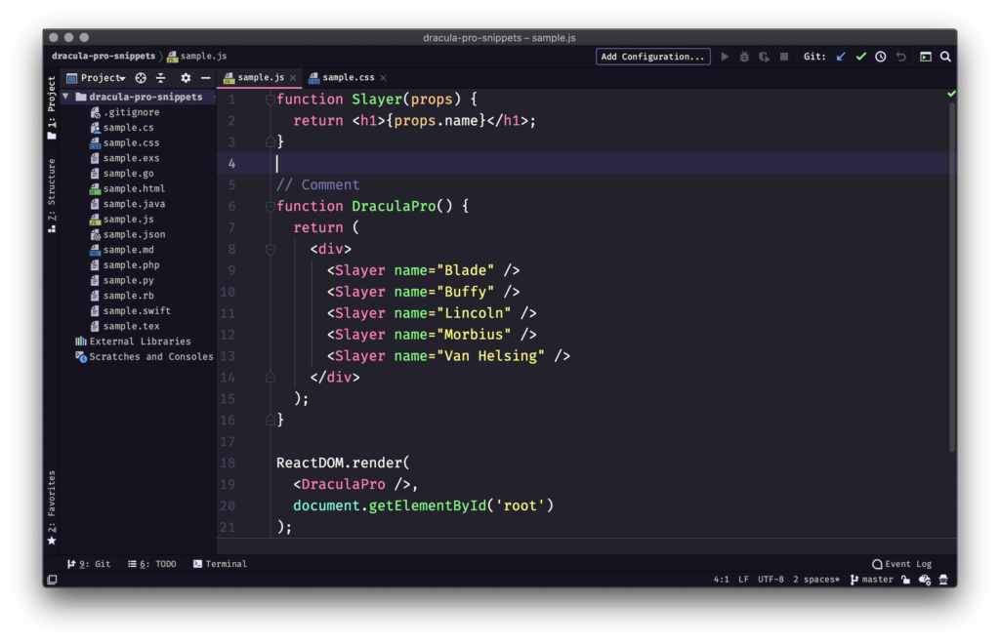 dracula-pro-snippets – sample.js
dracula-pro-snippets sample.js
Add Configuration...
Git:
1: Project
Z: Structure
2: Favorites
Project
dracula-pro-snippets
.gitignore
sample.cs
sample.css
sample.exs
sample.go
sample.html
sample.java
sample.js
sample.json
sample.md
sample.php
sample.py
sample.rb
sample.swift
sample.tex
External Libraries
Scratches and Consoles
sample.js
sample.css
1 function Slayer(props) {
2 return <h1>{props.name}</h1>;
3 }
4
5 // Comment
6 function DraculaPro() {
7 return (
8 <div>
9 <Slayer name="Blade" />
10 <Slayer name="Buffy" />
11 <Slayer name="Lincoln" />
12 <Slayer name="Morbius" />
13 <Slayer name="Van Helsing" />
14 </div>
15 );
16 }
17
18 ReactDOM.render(
19 <DraculaPro />,
20 document.getElementById('root')
21 );
9: Git
6: TODO
Terminal
Event Log
4:1 LF UTF-8 2 spaces* master